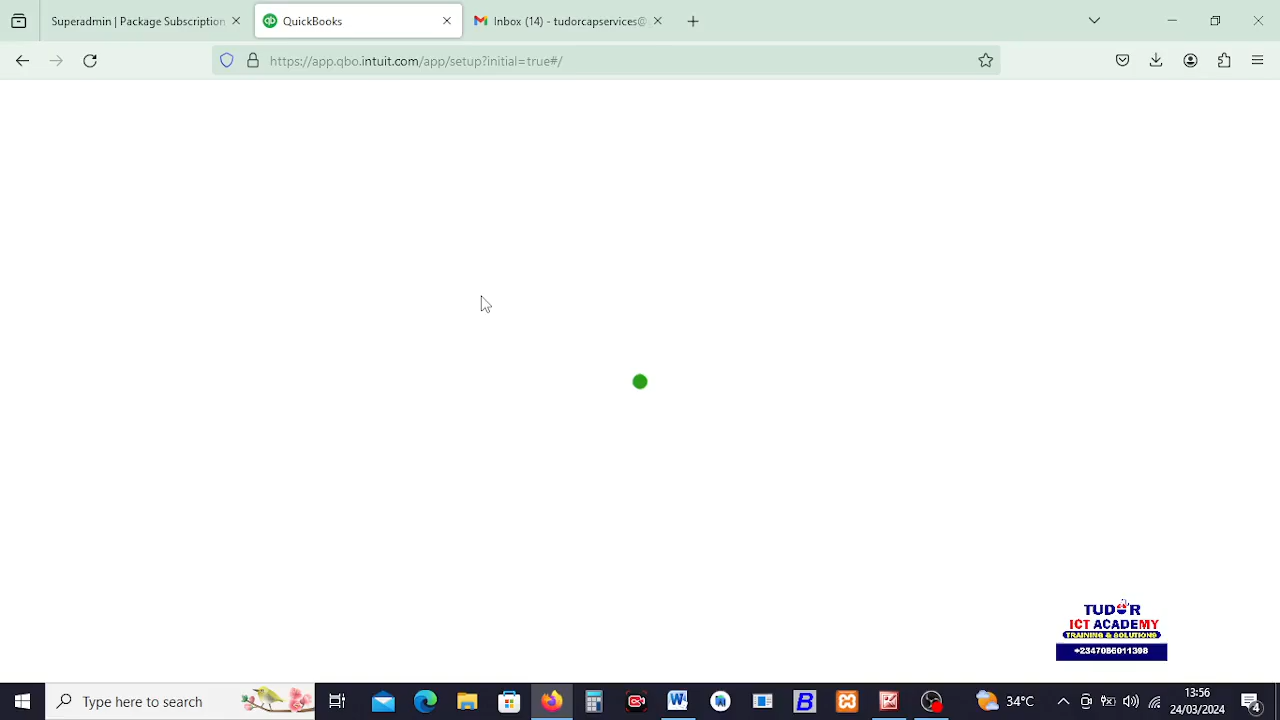 Superadmin | Package Subscription
QuickBooks
Inbox (14) - tudorcapservices@
https://app.qbo.intuit.com/app/setup?initial=true#/
TUDOR
ICT ACADEMY
TRAINING & SOLUTIONS
+2347086011398
Type here to search
34°C
13:56
24/03/2024
4